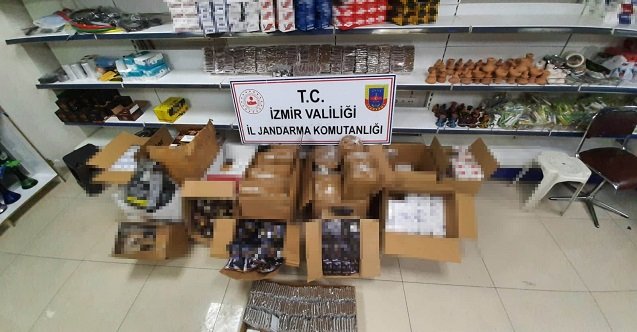 T.C.
İZMİR VALİLİĞİ
İL JANDARMA KOMUTANLIĞI